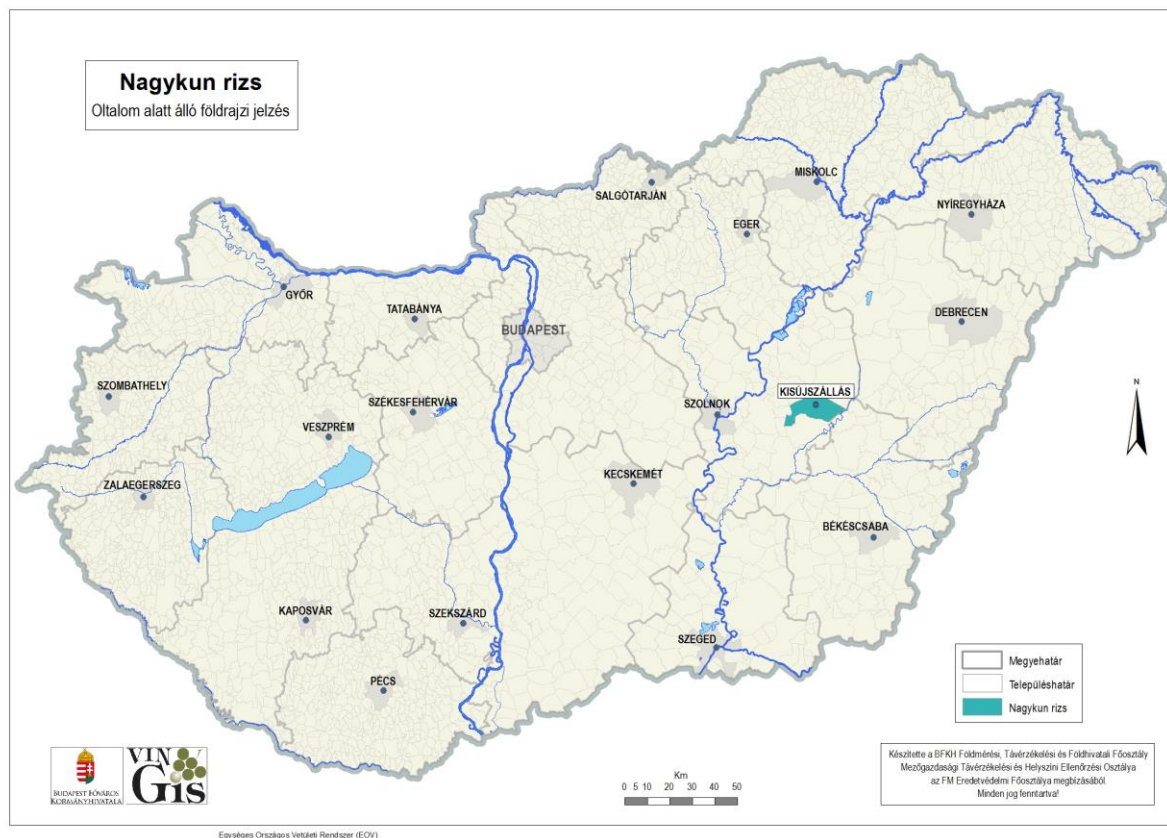 Nagykun rizs
Oltalom alatt álló földrajzi jelzés
MISKOLC
SALGÓTARJÁN
NYÍREGYHÁZA
EGER
GYŐR
TATABÁNYA
BUDAPEST
DEBRECEN
SZOMBATHELY
SZÉKESFEHÉRVÁR
KISÚJSZÁLLÁS
SZOLNOK
VESZPRÉM
N
ZALAEGERSZEG
KECSKEMÉT
BÉKÉSCSABA
KAPOSVÁR
SZEKSZÁRD
SZEGED
PÉCS
Megyehatár
Településhatár
Nagykun rizs
BUDAPEST FŐVÁROS
KORMÁNYHIVATALA
VIN
GIS
Km
0 5 10 20 30 40 50
Készítette a BFKH Földmérési, Távérzékelési és Földhivatali Főosztály
Mezőgazdasági Távérzékelési és Helyszíni Ellenőrzési Osztálya
az FM Eredetvédelmi Főosztálya megbízásából.
Minden jog fenntartva!
Egységes Országos Vetületi Rendszer (EOV)